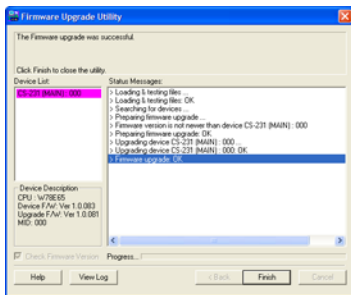 Firmware Upgrade Utility
The Firmware upgrade was successful.
Click Finish to close the utility.
Device List:
CS-231 (MAIN) : 000
Status Messages:
> Loading & testing files ...
> Loading & testing files: OK
> Searching for devices ...
> Preparing firmware upgrade ...
> Firmware version is not newer than device CS-231 (MAIN) : 000
> Preparing firmware upgrade: OK
> Upgrading device CS-231 (MAIN) : 000 ...
> Upgrading device CS-231 (MAIN) : 000: OK
> Firmware upgrade: OK
Device Description
CPU : W78E65
Device F/W: Ver 1.0.083
Upgrade F/W: Ver 1.0.081
MID: 000
Check Firmware Version
Progress...
Help
View Log
< Back
Finish
Cancel